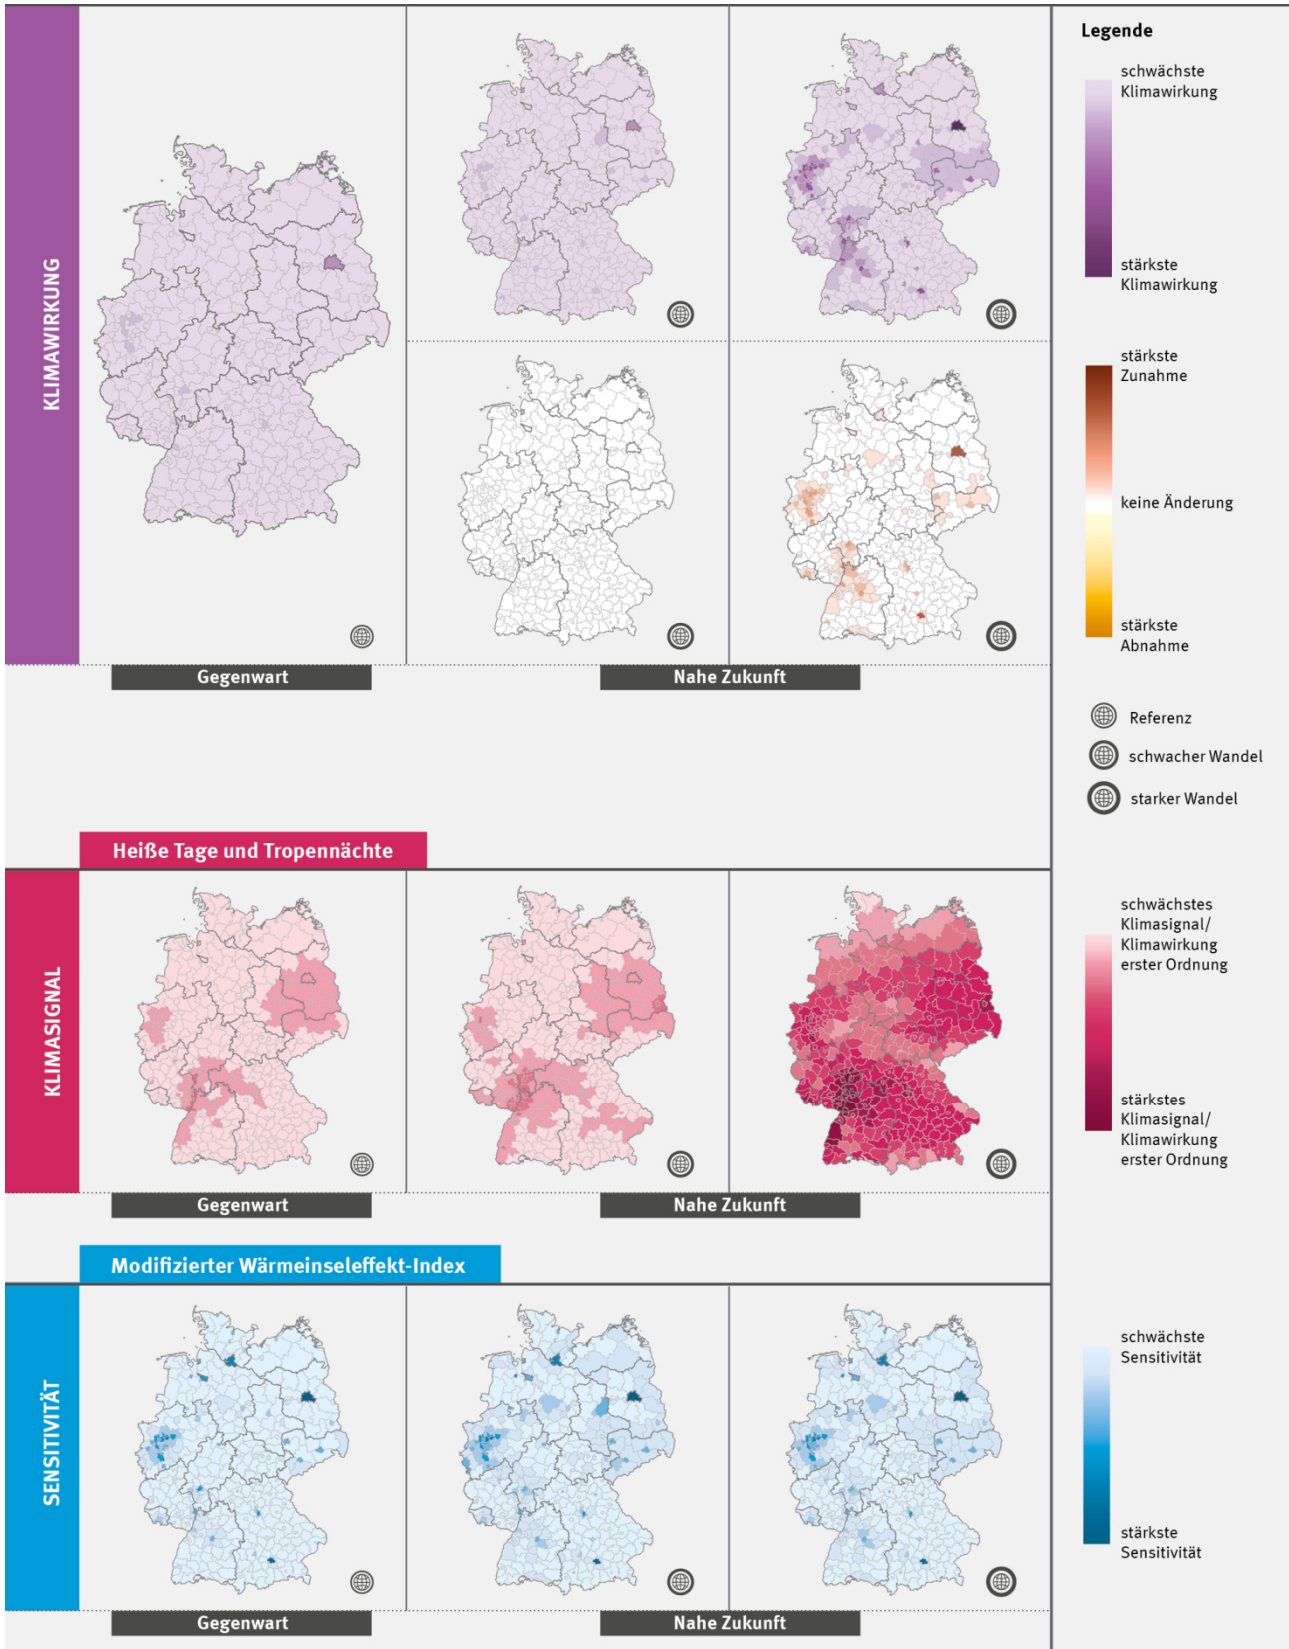 KLIMAWIRKUNG
Gegenwart
Nahe Zukunft
Heiße Tage und Tropennächte
KLIMASIGNAL
Gegenwart
Nahe Zukunft
Modifizierter Wärmeinseleffekt-Index
SENSITIVITÄT
Gegenwart
Nahe Zukunft
Legende
schwächste
Klimawirkung
stärkste
Klimawirkung
stärkste
Zunahme
keine Änderung
stärkste
Abnahme
Referenz
schwacher Wandel
starker Wandel
schwächstes
Klimasignal/
Klimawirkung
erster Ordnung
stärkstes
Klimasignal/
Klimawirkung
erster Ordnung
schwächste
Sensitivität
stärkste
Sensitivität